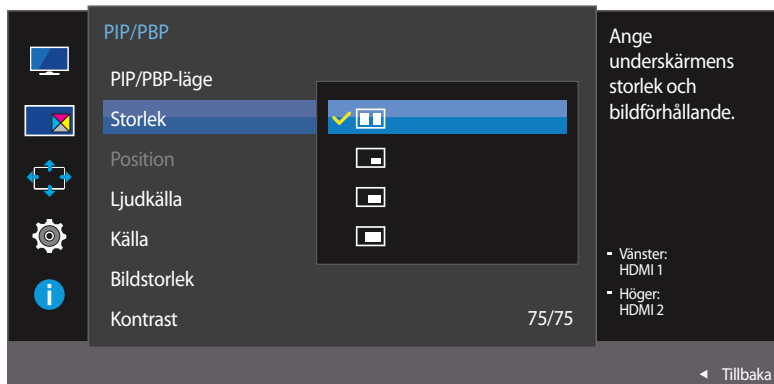 PIP/PBP
PIP/PBP-läge
Storlek
Position
Ljudkälla
Källa
Bildstorlek
Kontrast 75/75
Ange
underskärmens
storlek och
bildförhållande.
- Vänster:
HDMI 1
- Höger:
HDMI 2
Tillbaka